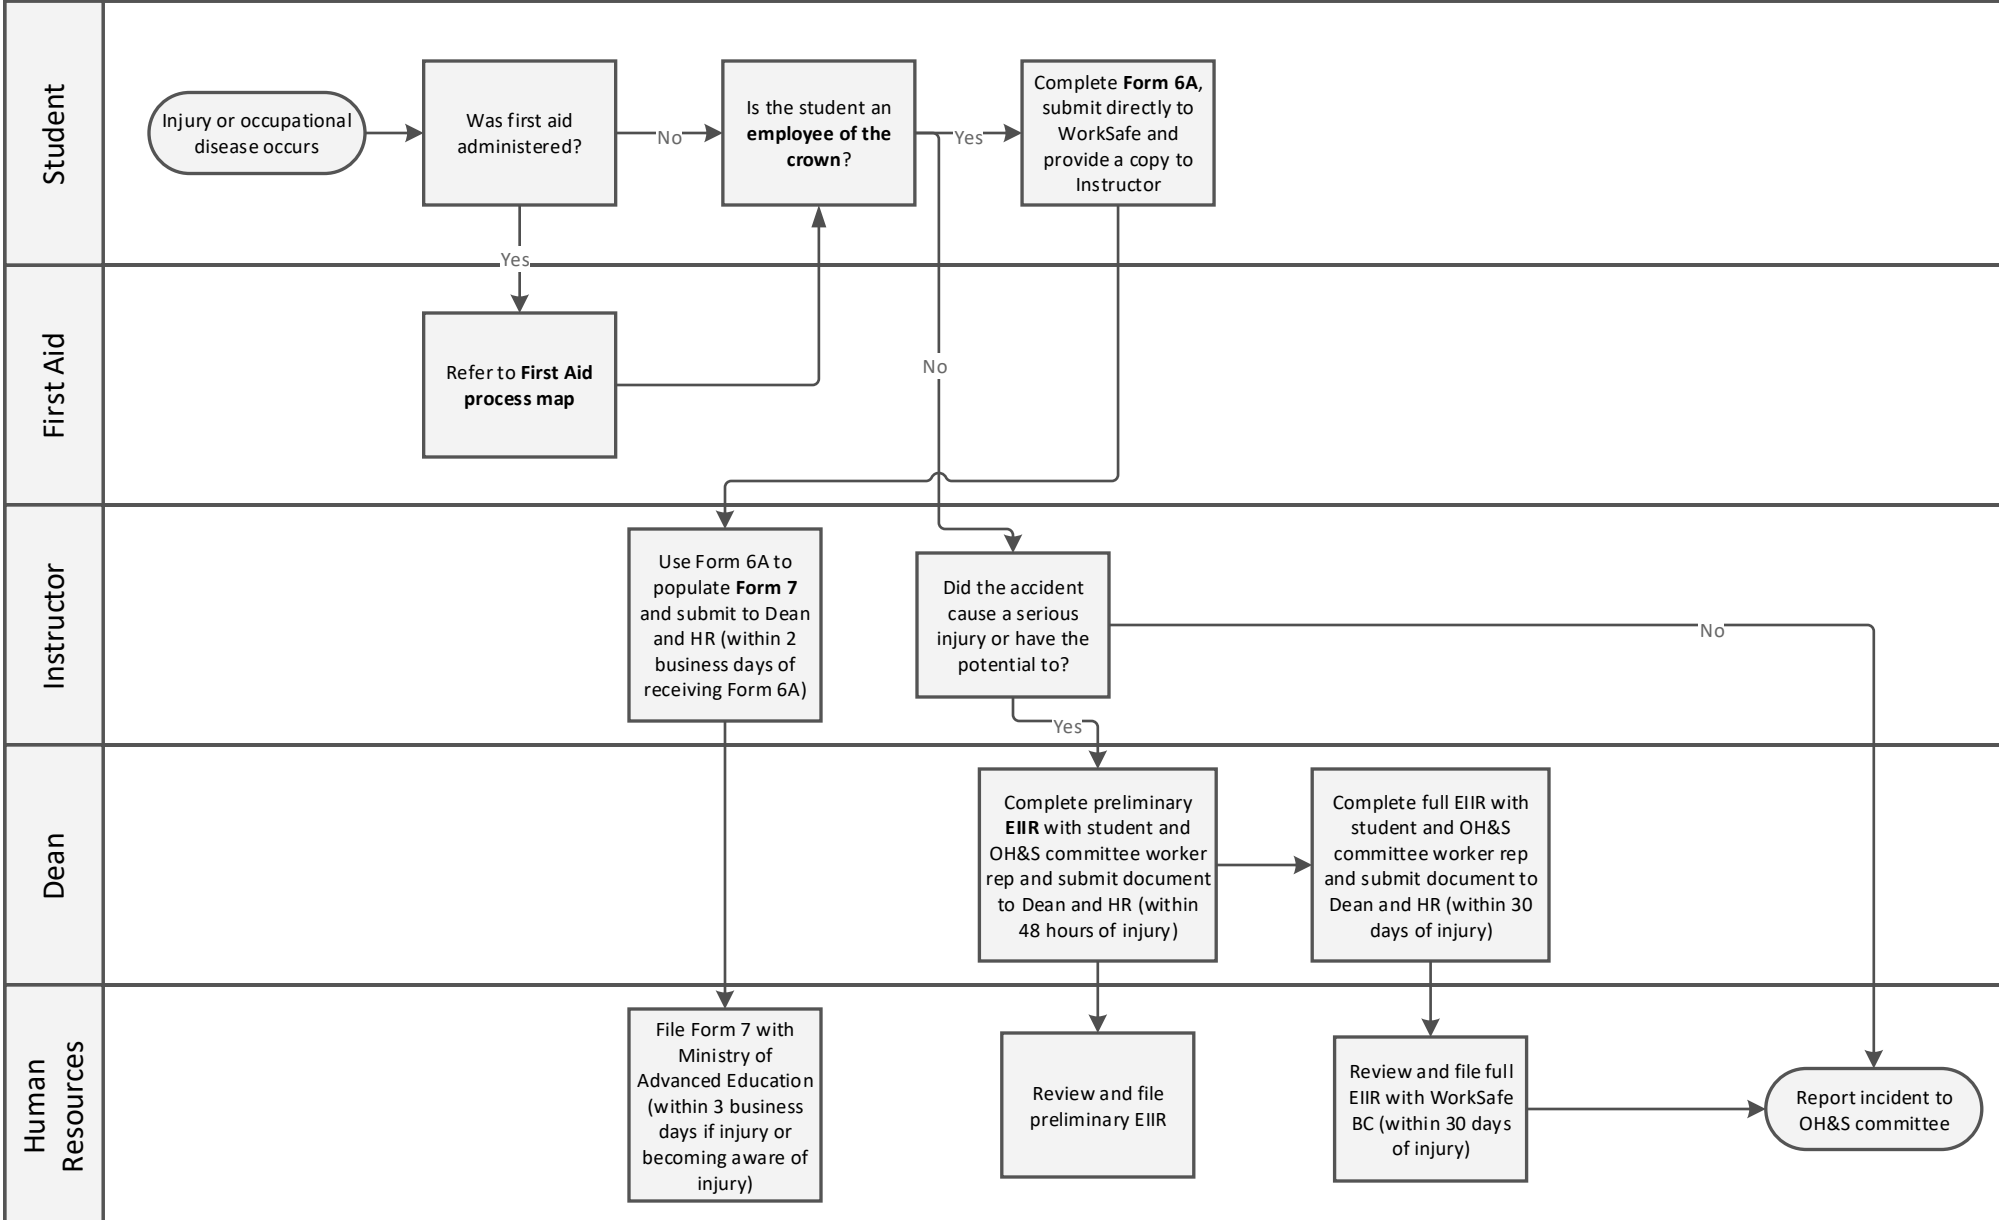 Student
Injury or occupational
disease occurs
Was first aid
administered?
No
Is the student an
employee of the
crown?
Yes
Complete Form 6A,
submit directly to
WorkSafe and
provide a copy to
Instructor
Yes
First Aid
Refer to First Aid
process map
No
Instructor
Use Form 6A to
populate Form 7
and submit to Dean
and HR (within 2
business days of
receiving Form 6A)
Did the accident
cause a serious
injury or have the
potential to?
No
Yes
Dean
Complete preliminary
EIIR with student and
OH&S committee worker
rep and submit document
to Dean and HR (within
48 hours of injury)
Complete full EIIR with
student and OH&S
committee worker rep
and submit document to
Dean and HR (within 30
days of injury)
Human
Resources
File Form 7 with
Ministry of
Advanced Education
(within 3 business
days if injury or
becoming aware of
injury)
Review and file
preliminary EIIR
Review and file full
EIIR with WorkSafe
BC (within 30 days
of injury)
Report incident to
OH&S committee